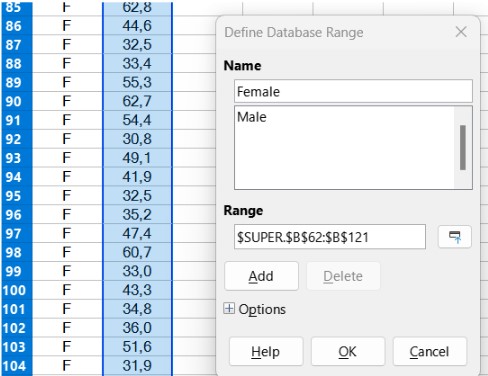 85 F 62,8
86 F 44,6
87 F 32,5
88 F 33,4
89 F 55,3
90 F 62,7
91 F 54,4
92 F 30,8
93 F 49,1
94 F 41,9
95 F 32,5
96 F 35,2
97 F 47,4
98 F 60,7
99 F 33,0
100 F 43,3
101 F 34,8
102 F 36,0
103 F 51,6
104 F 31,9
Define Database Range
Name
Female
Male
Range
$SUPER.$B$62:$B$121
Add Delete
Options
Help OK Cancel